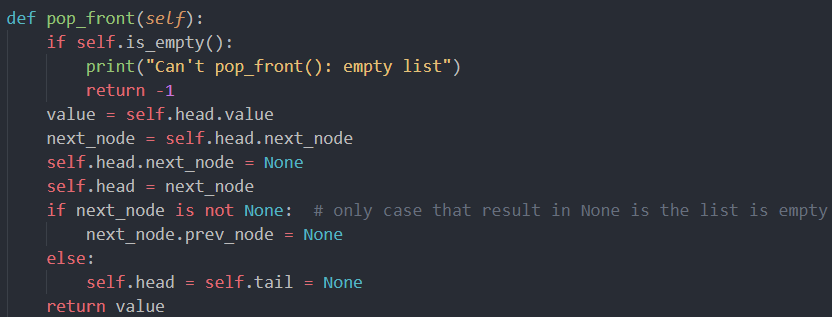 def pop_front(self):
    if self.is_empty():
        print("Can't pop_front(): empty list")
        return -1
    value = self.head.value
    next_node = self.head.next_node
    self.head.next_node = None
    self.head = next_node
    if next_node is not None:  # only case that result in None is the list is empty
        next_node.prev_node = None
    else:
        self.head = self.tail = None
    return value